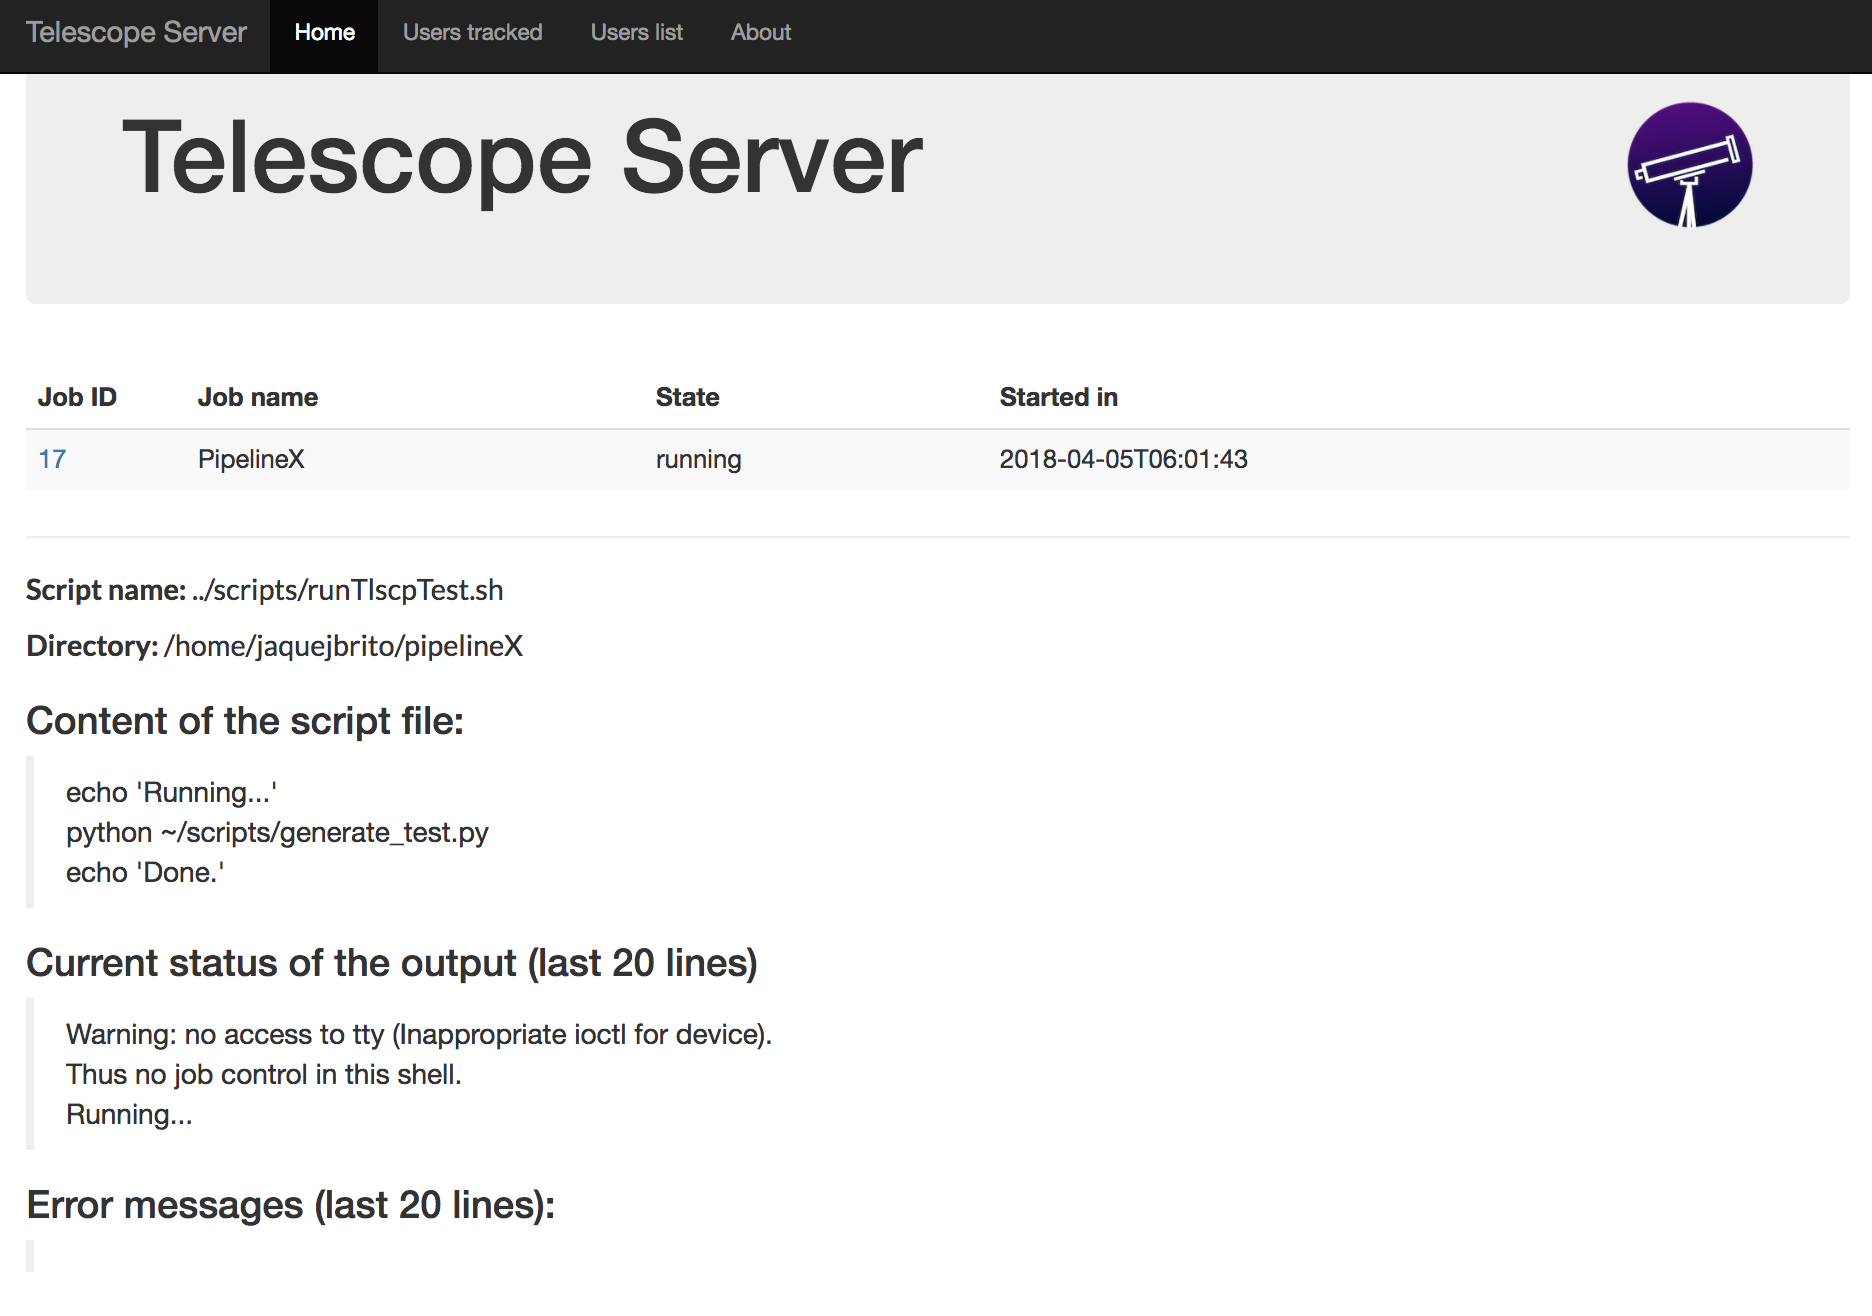 Telescope Server Home Users tracked Users list About
Telescope Server
Job ID Job name State Started in
17 PipelineX running 2018-04-05T06:01:43
Script name: ../scripts/runTlscpTest.sh
Directory: /home/jaquejbrito/pipelineX
Content of the script file:
echo 'Running...'
python ~/scripts/generate_test.py
echo 'Done.'
Current status of the output (last 20 lines)
Warning: no access to tty (Inappropriate ioctl for device).
Thus no job control in this shell.
Running...
Error messages (last 20 lines):